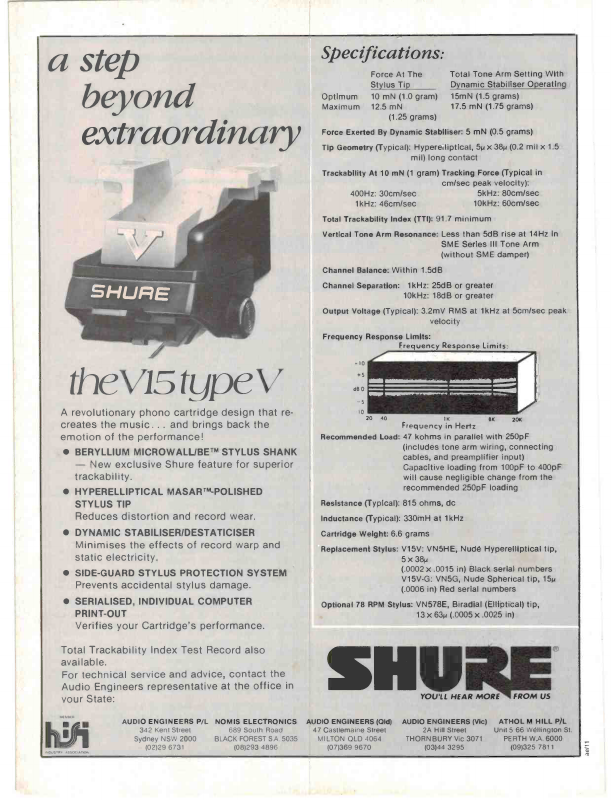 a step
beyond
extraordinary
V
SHURE
the V15 type V
A revolutionary phono cartridge design that re-
creates the music... and brings back the
emotion of the performance!
● BERYLLIUM MICROWALL/BE™ STYLUS SHANK
— New exclusive Shure feature for superior
trackability.
● HYPERELLIPTICAL MASAR™-POLISHED
STYLUS TIP
Reduces distortion and record wear.
● DYNAMIC STABILISER/DESTATICISER
Minimises the effects of record warp and
static electricity.
● SIDE-GUARD STYLUS PROTECTION SYSTEM
Prevents accidental stylus damage.
● SERIALISED, INDIVIDUAL COMPUTER
PRINT-OUT
Verifies your Cartridge's performance.
Total Trackability Index Test Record also
available.
For technical service and advice, contact the
Audio Engineers representative at the office in
your State:
Specifications:
Force At The Total Tone Arm Setting With
Stylus Tip Dynamic Stabiliser Operating
Optimum 10 mN (1.0 gram) 15mN (1.5 grams)
Maximum 12.5 mN 17.5 mN (1.75 grams)
(1.25 grams)
Force Exerted By Dynamic Stabiliser: 5 mN (0.5 grams)
Tip Geometry (Typical): Hyperelliptical, 5µ x 38µ (0.2 mil x 1.5
mil) long contact
Trackability At 10 mN (1 gram) Tracking Force (Typical in
cm/sec peak velocity):
400Hz: 30cm/sec 5kHz: 80cm/sec
1kHz: 46cm/sec 10kHz: 60cm/sec
Total Trackability Index (TTI): 91.7 minimum
Vertical Tone Arm Resonance: Less than 5dB rise at 14Hz in
SME Series III Tone Arm
(without SME damper)
Channel Balance: Within 1.5dB
Channel Separation: 1kHz: 25dB or greater
10kHz: 18dB or greater
Output Voltage (Typical): 3.2mV RMS at 1kHz at 5cm/sec peak
velocity
Frequency Response Limits:
Frequency Response Limits:
+10
+5
dB 0
-5
-10
20 40 1K 8K 20K
Frequency in Hertz
Recommended Load: 47 kohms in parallel with 250pF
(includes tone arm wiring, connecting
cables, and preamplifier input)
Capacitive loading from 100pF to 400pF
will cause negligible change from the
recommended 250pF loading
Resistance (Typical): 815 ohms, dc
Inductance (Typical): 330mH at 1kHz
Cartridge Weight: 6.6 grams
Replacement Stylus: V15V: VN5HE, Nude Hyperelliptical tip,
5 x 38µ
(.0002 x .0015 in) Black serial numbers
V15V-G: VN5G, Nude Spherical tip, 15µ
(.0006 in) Red serial numbers
Optional 78 RPM Stylus: VN578E, Biradial (Elliptical) tip,
13 x 63µ (.0005 x .0025 in)
SHURE®
YOU'LL HEAR MORE FROM US
MEMBER
hifi
INDUSTRY ASSOCIATION
AUDIO ENGINEERS P/L
342 Kent Street
Sydney NSW 2000
(02)29 6731
NOMIS ELECTRONICS
689 South Road
BLACK FOREST S.A. 5035
(08)293 4896
AUDIO ENGINEERS (Qld)
47 Castlemaine Street
MILTON QLD 4064
(07)369 9670
AUDIO ENGINEERS (Vic)
2A Hill Street
THORNBURY Vic 3071
(03)44 3295
ATHOL M HILL P/L
Unit 5 66 Wellington St.
PERTH W.A. 6000
(09)325 7811